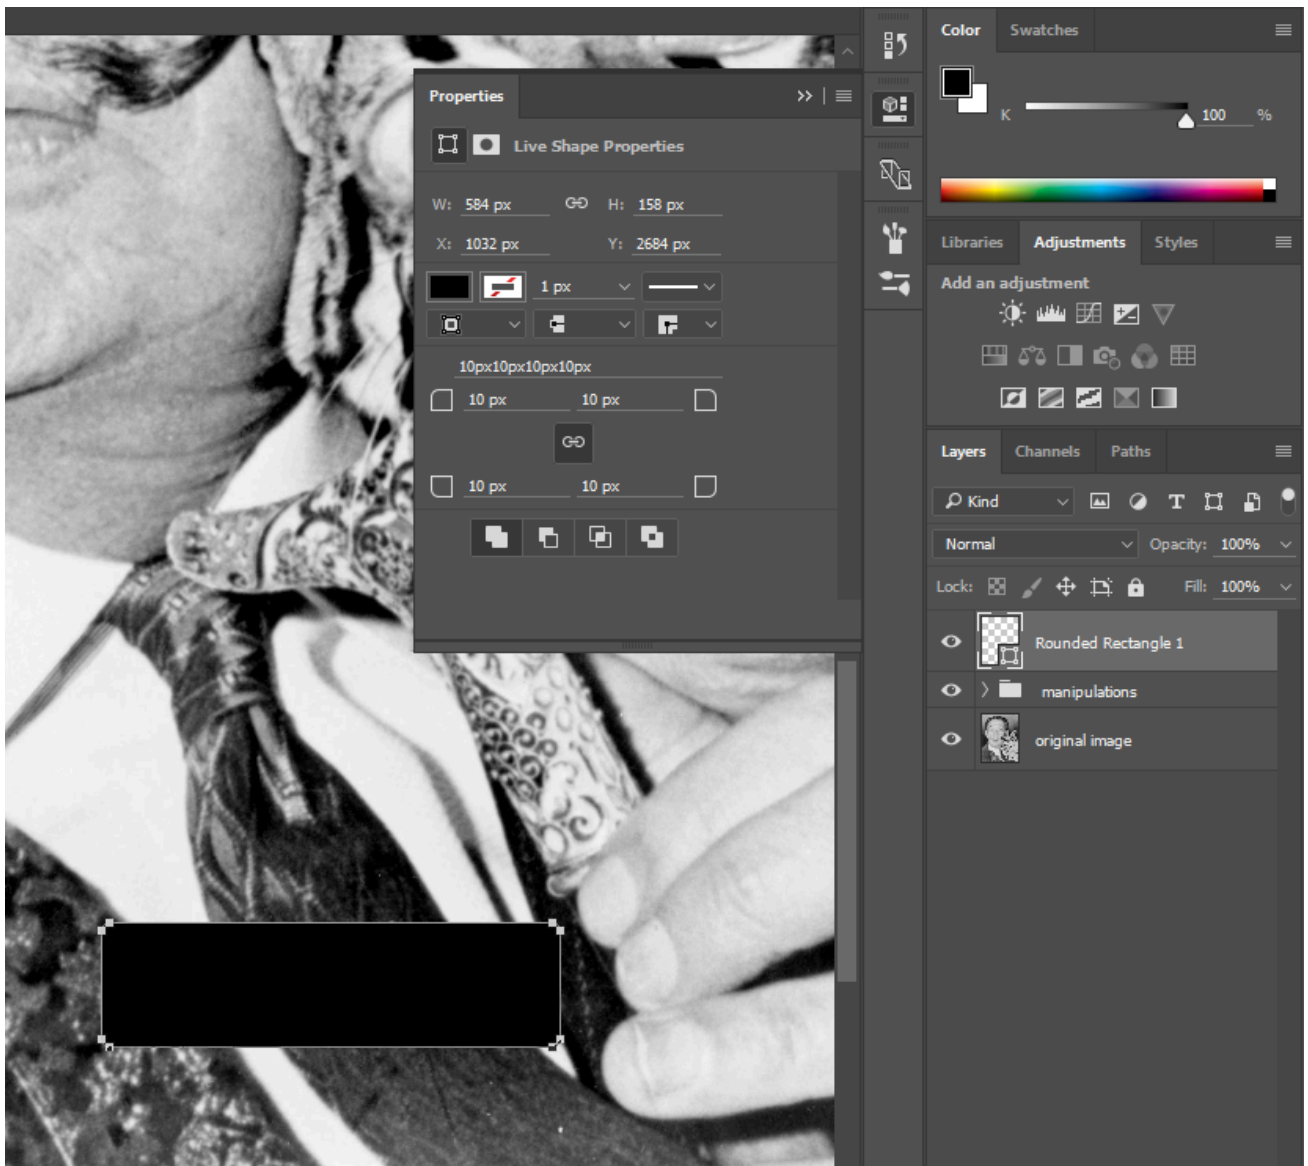 Color Swatches
K 100 %
Properties
Live Shape Properties
W: 584 px H: 158 px
X: 1032 px Y: 2684 px
1 px
10px10px10px10px
10 px 10 px
10 px 10 px
Libraries Adjustments Styles
Add an adjustment
Layers Channels Paths
Kind
Normal Opacity: 100%
Lock: Fill: 100%
Rounded Rectangle 1
manipulations
original image